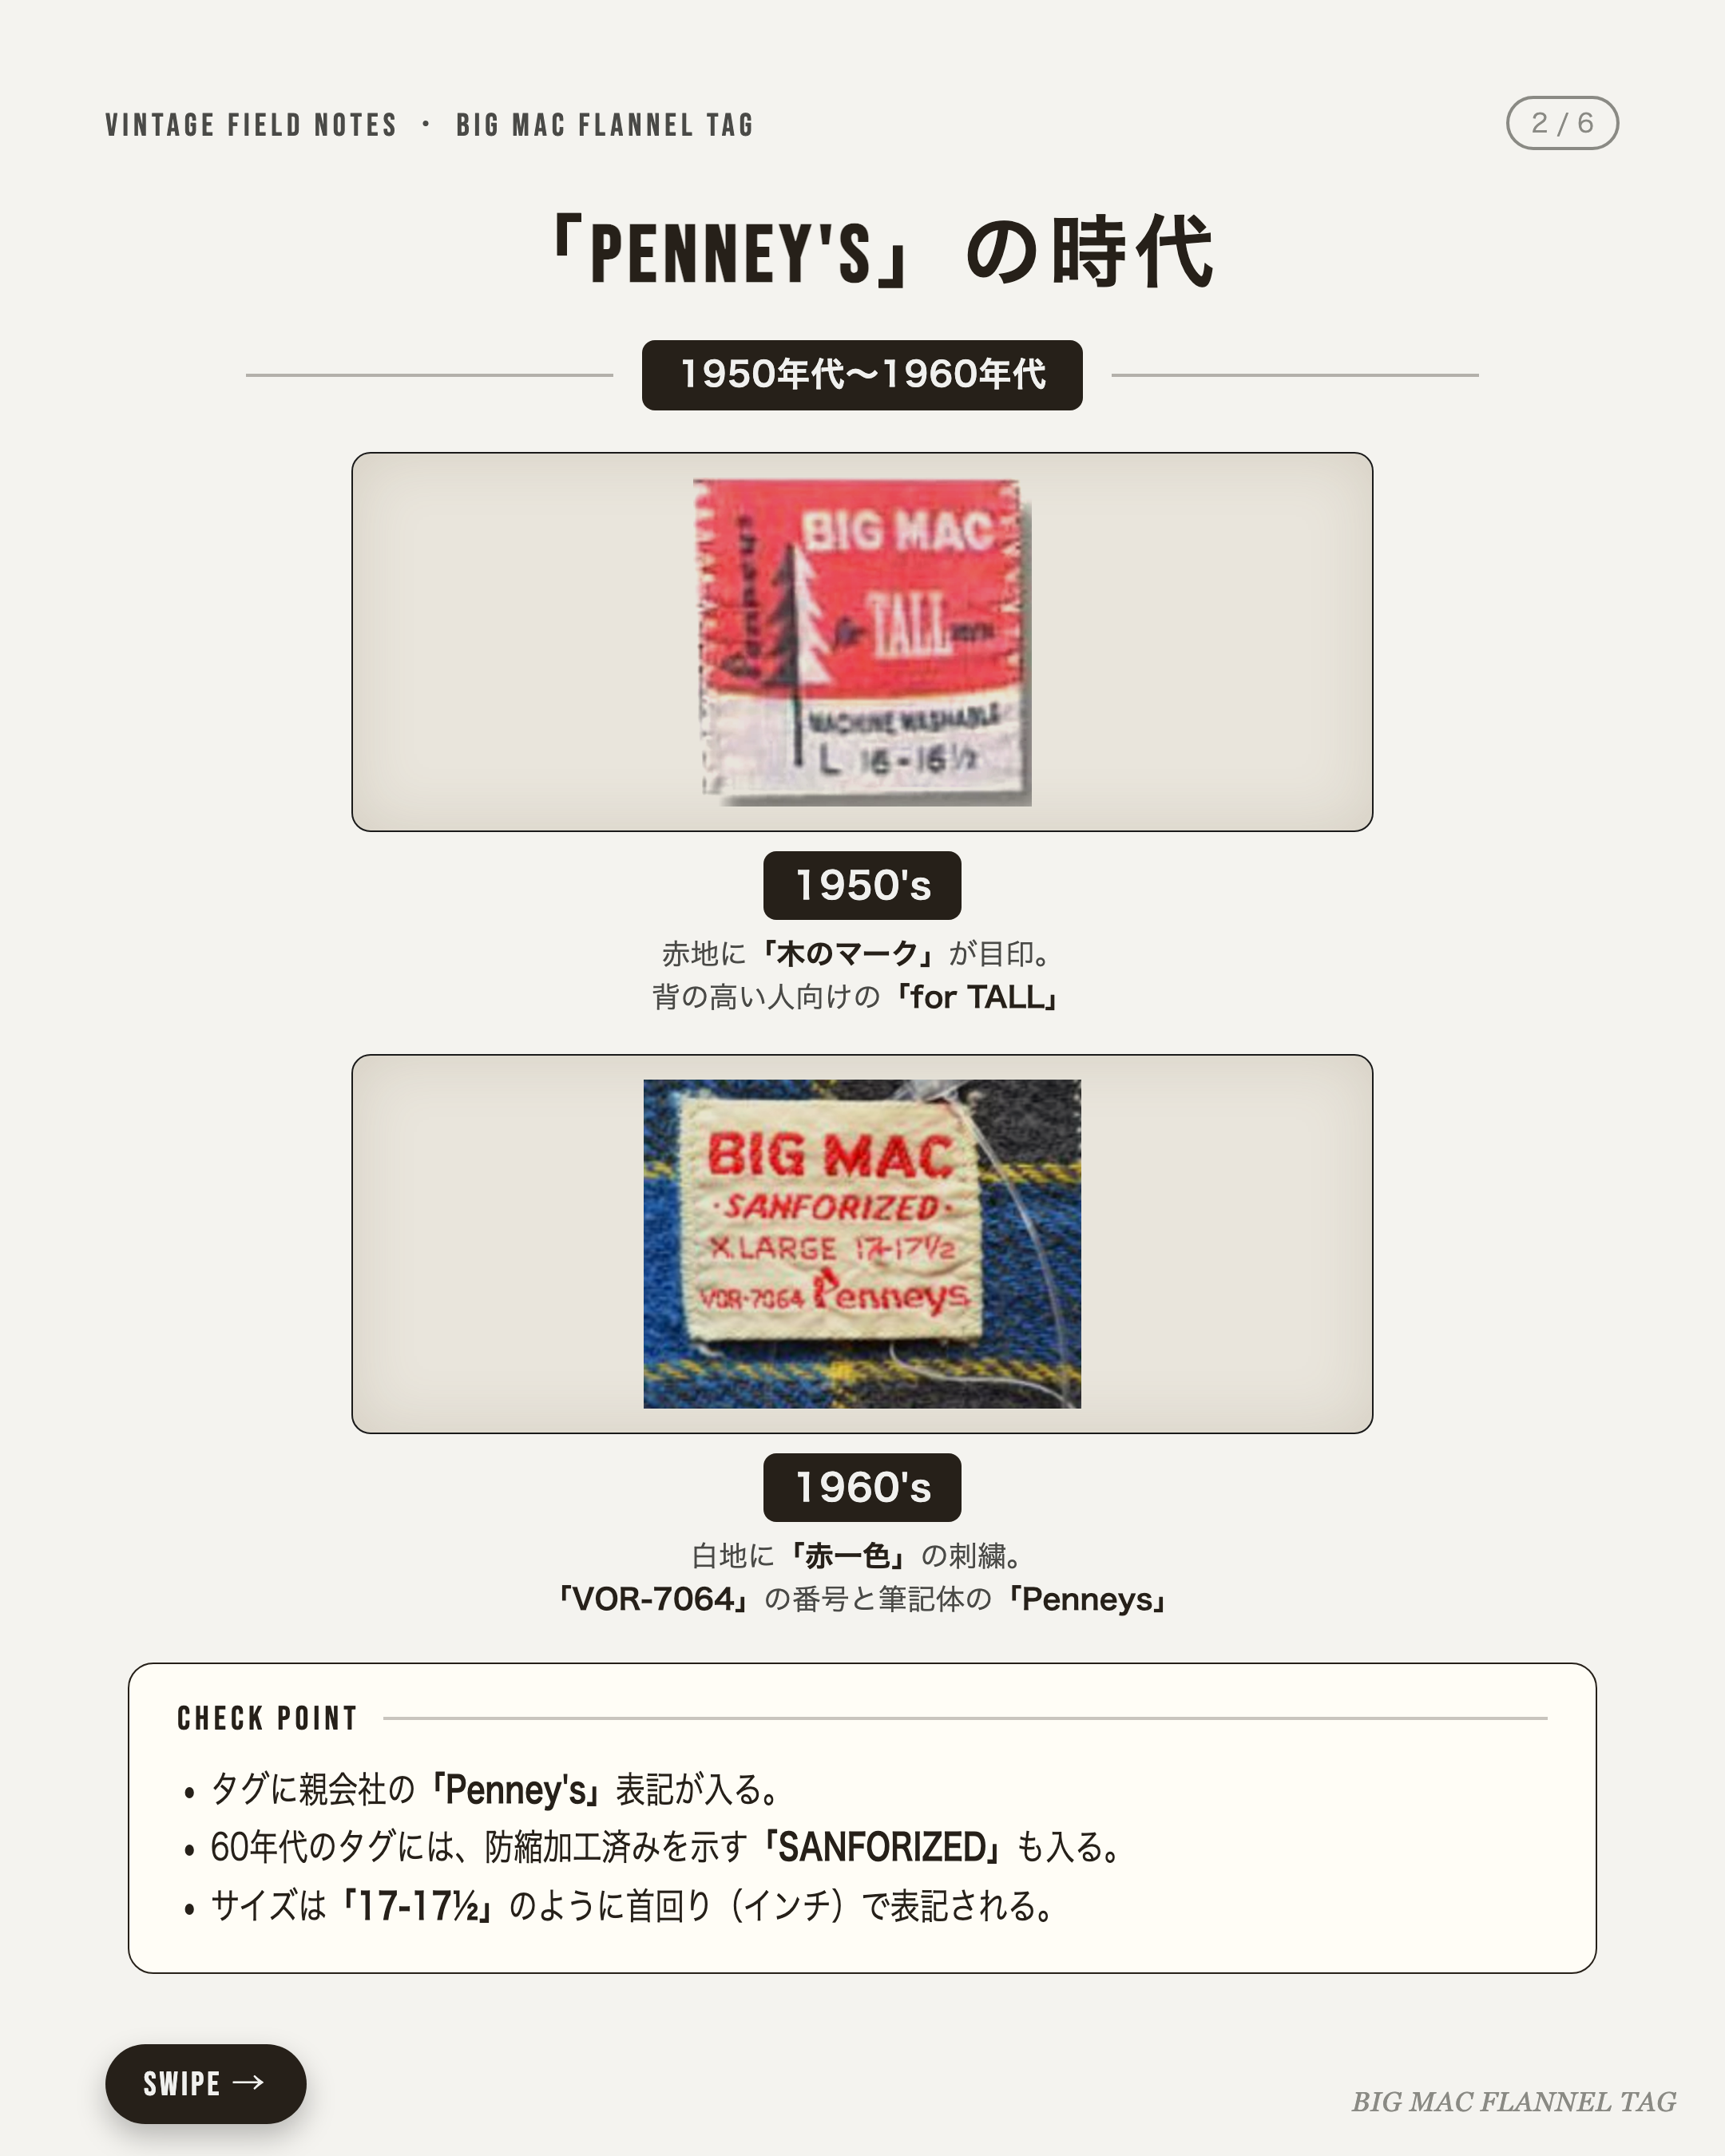 VINTAGE FIELD NOTES ・ BIG MAC FLANNEL TAG
2 / 6
「PENNEY'S」の時代
1950年代〜1960年代
Penneys
BIG MAC
for TALL men
MACHINE WASHABLE
L 16-16½
1950's
赤地に「木のマーク」が目印。
背の高い人向けの「for TALL」
BIG MAC
·SANFORIZED·
X.LARGE 17-17½
VOR-7064 Penneys
1960's
白地に「赤一色」の刺繍。
「VOR-7064」の番号と筆記体の「Penneys」
CHECK POINT
• タグに親会社の「Penney's」表記が入る。
• 60年代のタグには、防縮加工済みを示す「SANFORIZED」も入る。
• サイズは「17-17½」のように首回り（インチ）で表記される。
SWIPE →
BIG MAC FLANNEL TAG